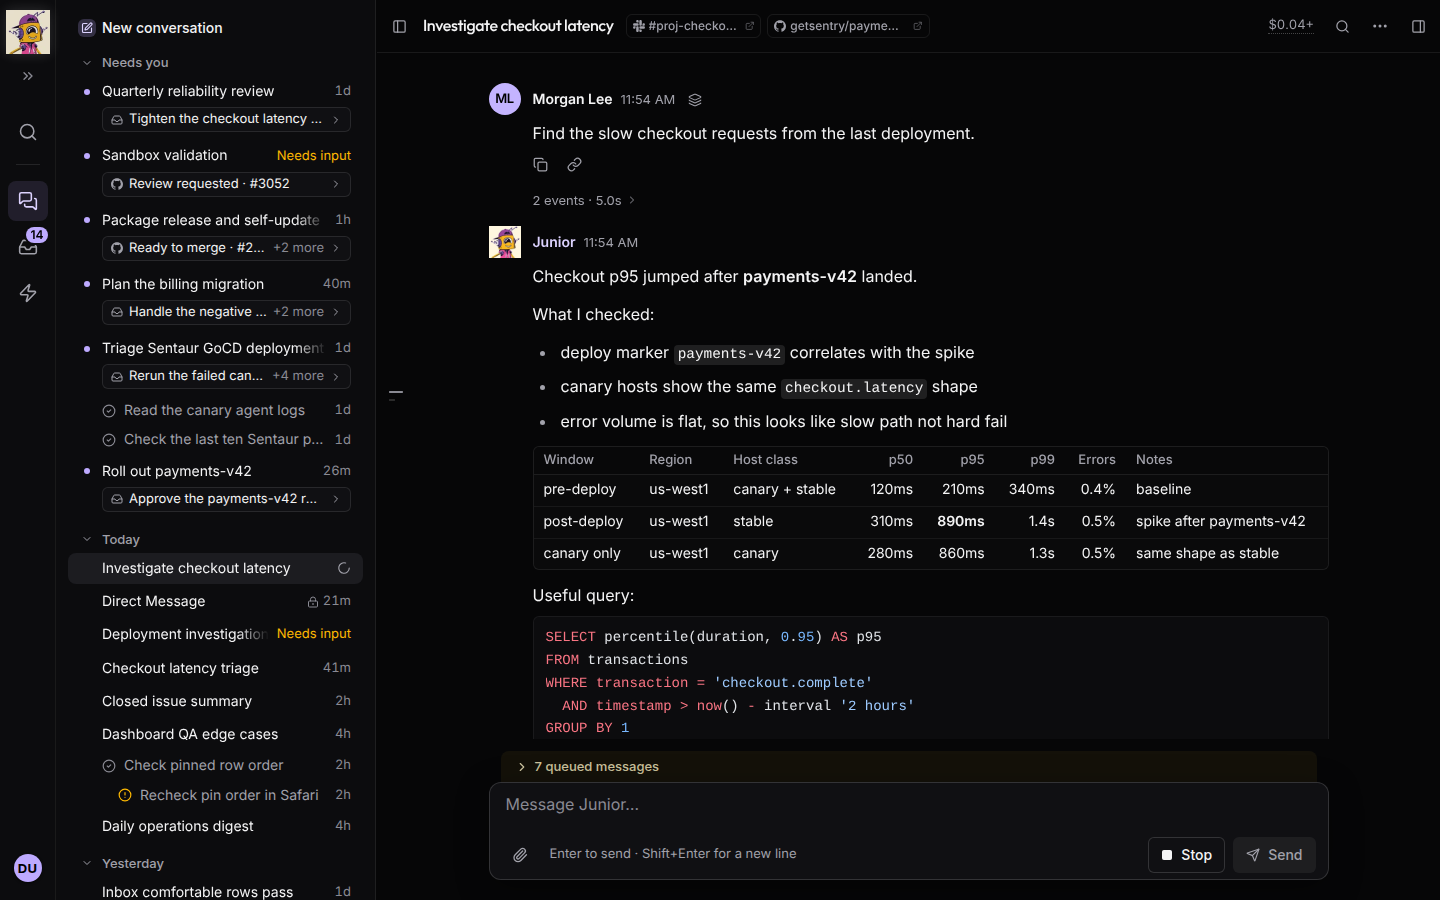 New conversation
Needs you
Quarterly reliability review 1d
Tighten the checkout latency ...
Sandbox validation Needs input
Review requested · #3052
Package release and self-update 1h
Ready to merge · #2... +2 more
14
Plan the billing migration 40m
Handle the negative ... +2 more
Triage Sentaur GoCD deployment 1d
Rerun the failed can... +4 more
Read the canary agent logs 1d
Check the last ten Sentaur p... 1d
Roll out payments-v42 26m
Approve the payments-v42 r...
Today
Investigate checkout latency
Direct Message 21m
Deployment investigation Needs input
Checkout latency triage 41m
Closed issue summary 2h
Dashboard QA edge cases 4h
Check pinned row order 2h
Recheck pin order in Safari 2h
Daily operations digest 4h
Yesterday
Inbox comfortable rows pass 1d
DU
Investigate checkout latency #proj-checko... getsentry/payme... $0.04+
ML Morgan Lee 11:54 AM
Find the slow checkout requests from the last deployment.
2 events · 5.0s
Junior 11:54 AM
Checkout p95 jumped after payments-v42 landed.
What I checked:
• deploy marker payments-v42 correlates with the spike
• canary hosts show the same checkout.latency shape
• error volume is flat, so this looks like slow path not hard fail
Window Region Host class p50 p95 p99 Errors Notes
pre-deploy us-west1 canary + stable 120ms 210ms 340ms 0.4% baseline
post-deploy us-west1 stable 310ms 890ms 1.4s 0.5% spike after payments-v42
canary only us-west1 canary 280ms 860ms 1.3s 0.5% same shape as stable
Useful query:
SELECT percentile(duration, 0.95) AS p95
FROM transactions
WHERE transaction = 'checkout.complete'
AND timestamp > now() - interval '2 hours'
GROUP BY 1
7 queued messages
Message Junior...
Enter to send · Shift+Enter for a new line
Stop Send